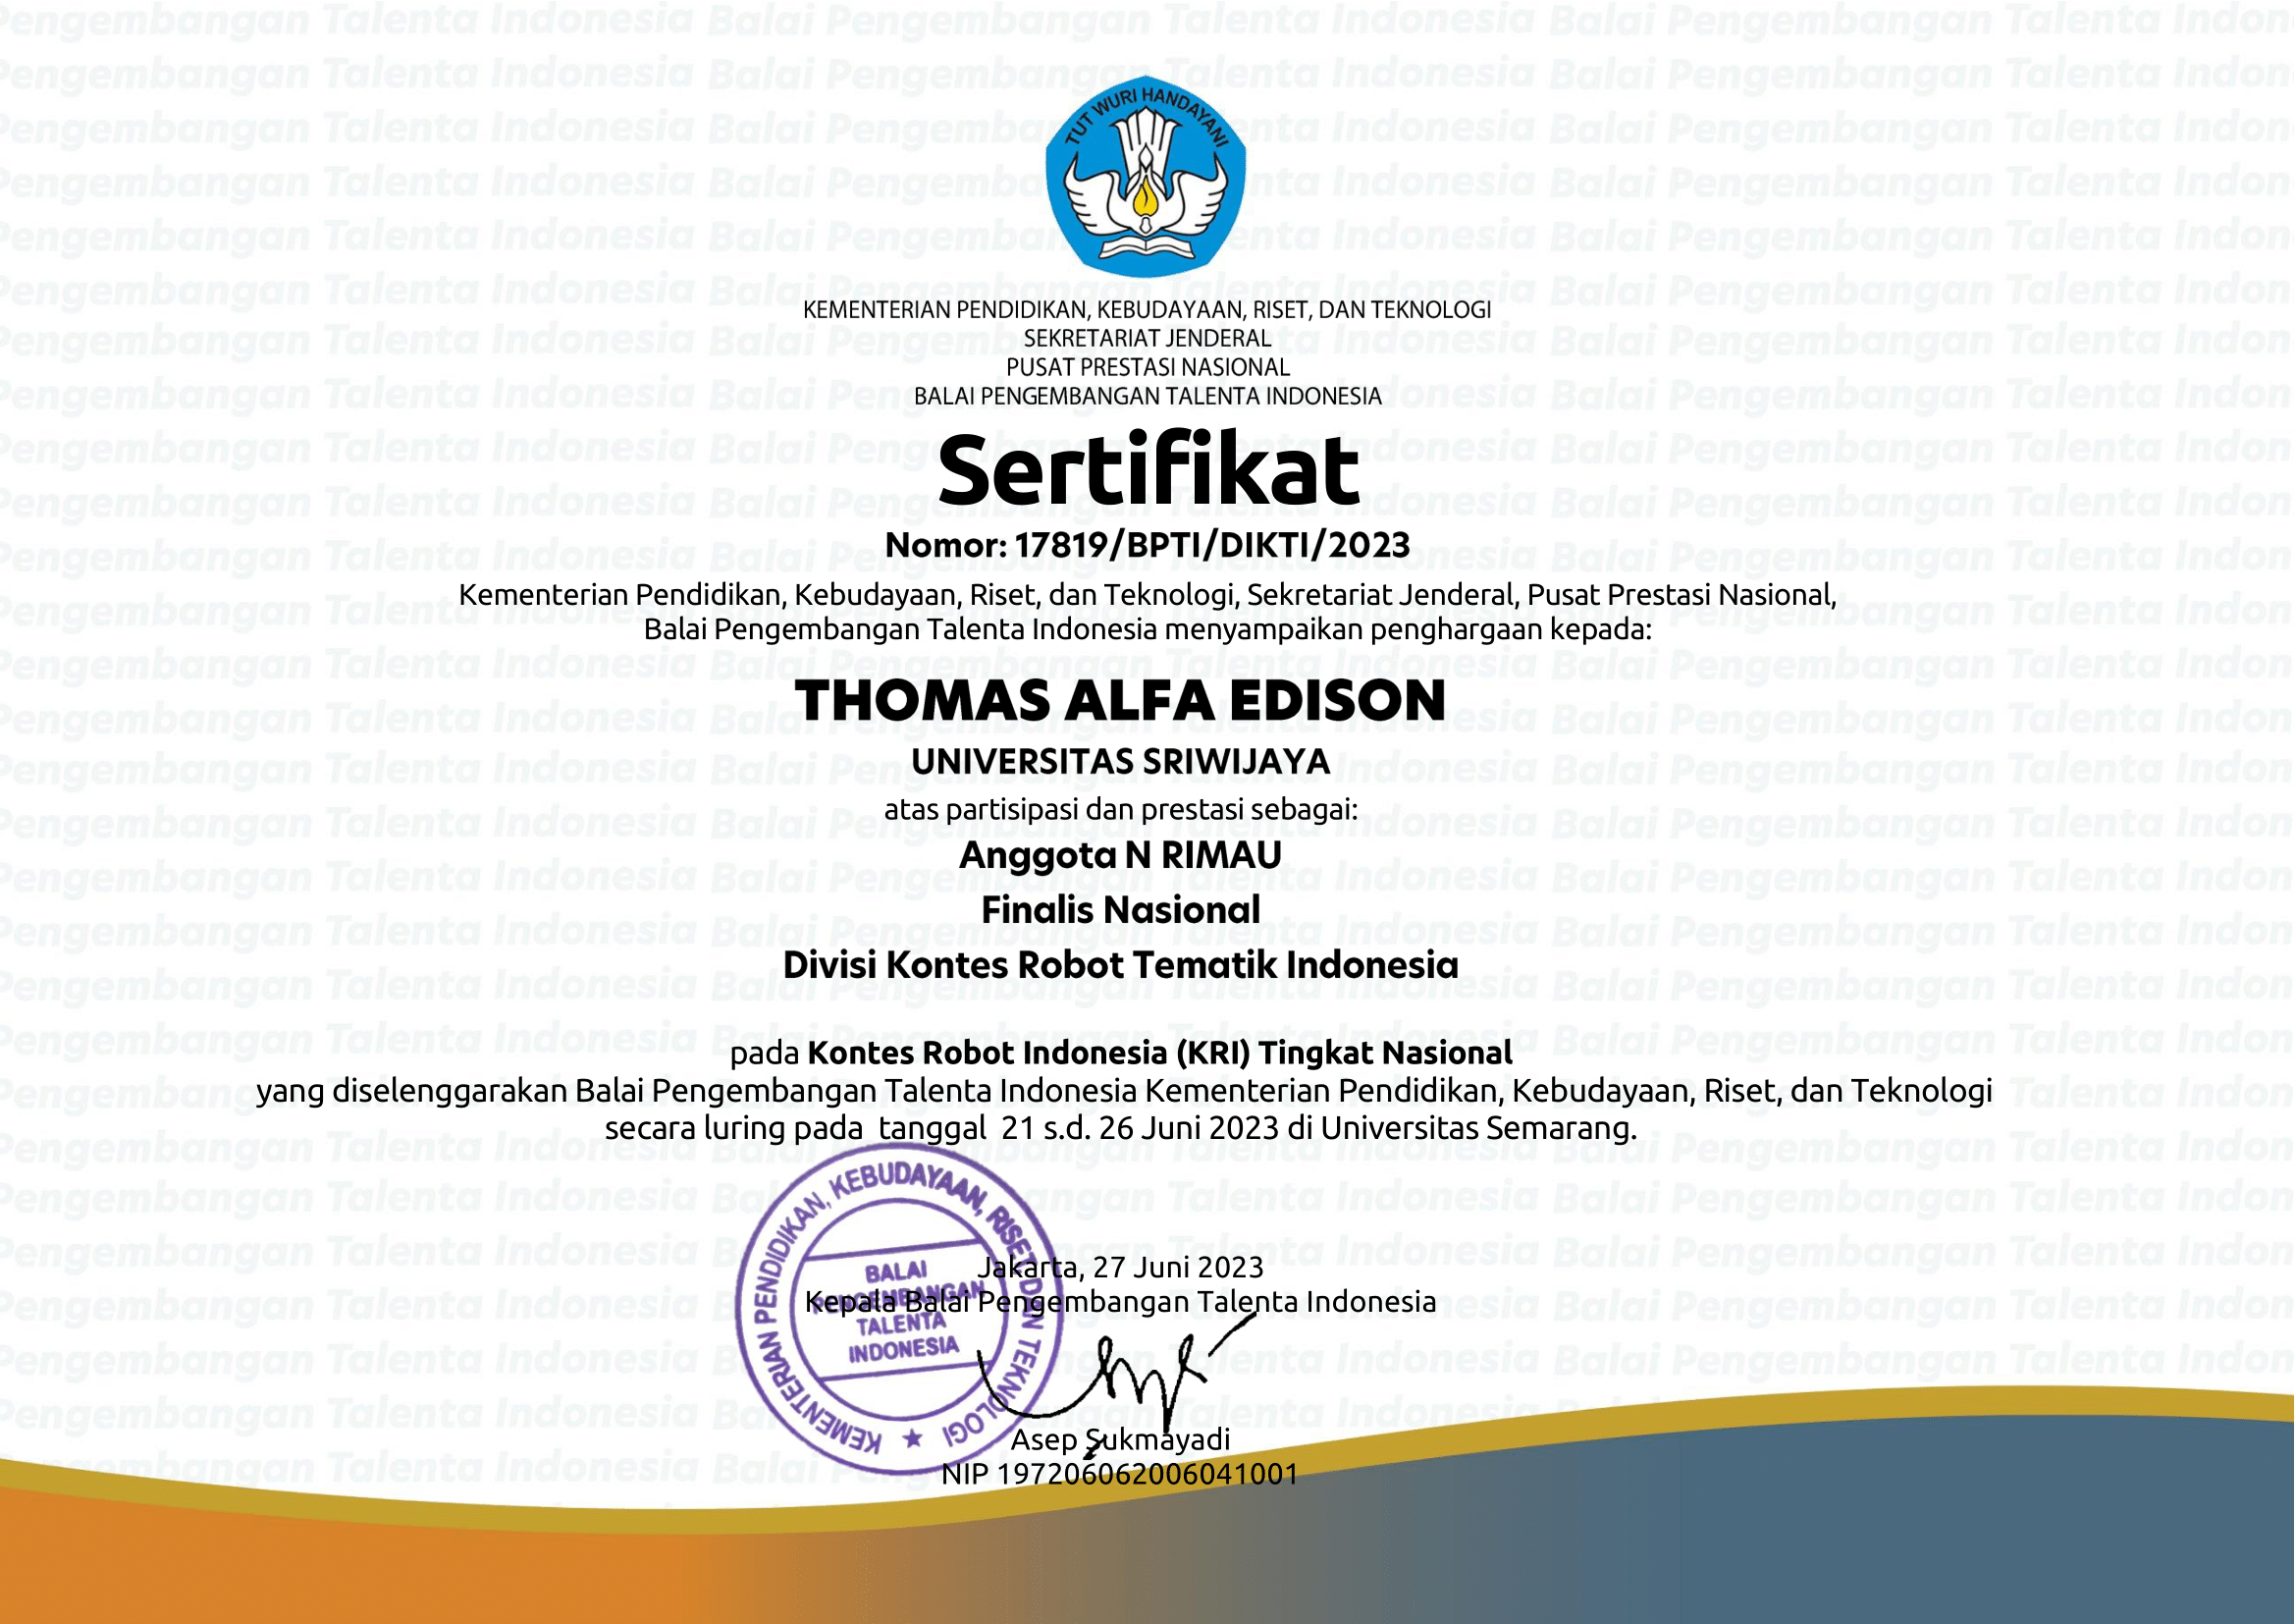 TUT WURI HANDAYANI
KEMENTERIAN PENDIDIKAN, KEBUDAYAAN, RISET, DAN TEKNOLOGI
SEKRETARIAT JENDERAL
PUSAT PRESTASI NASIONAL
BALAI PENGEMBANGAN TALENTA INDONESIA
Sertifikat
Nomor: 17819/BPTI/DIKTI/2023
Kementerian Pendidikan, Kebudayaan, Riset, dan Teknologi, Sekretariat Jenderal, Pusat Prestasi Nasional,
Balai Pengembangan Talenta Indonesia menyampaikan penghargaan kepada:
THOMAS ALFA EDISON
UNIVERSITAS SRIWIJAYA
atas partisipasi dan prestasi sebagai:
Anggota N RIMAU
Finalis Nasional
Divisi Kontes Robot Tematik Indonesia
pada Kontes Robot Indonesia (KRI) Tingkat Nasional
yang diselenggarakan Balai Pengembangan Talenta Indonesia Kementerian Pendidikan, Kebudayaan, Riset, dan Teknologi
secara luring pada tanggal 21 s.d. 26 Juni 2023 di Universitas Semarang.
KEMENTERIAN PENDIDIKAN, KEBUDAYAAN, RISET DAN TEKNOLOGI
BALAI
PENGEMBANGAN
TALENTA
INDONESIA
Jakarta, 27 Juni 2023
Kepala Balai Pengembangan Talenta Indonesia
Asep Sukmayadi
NIP 197206062006041001